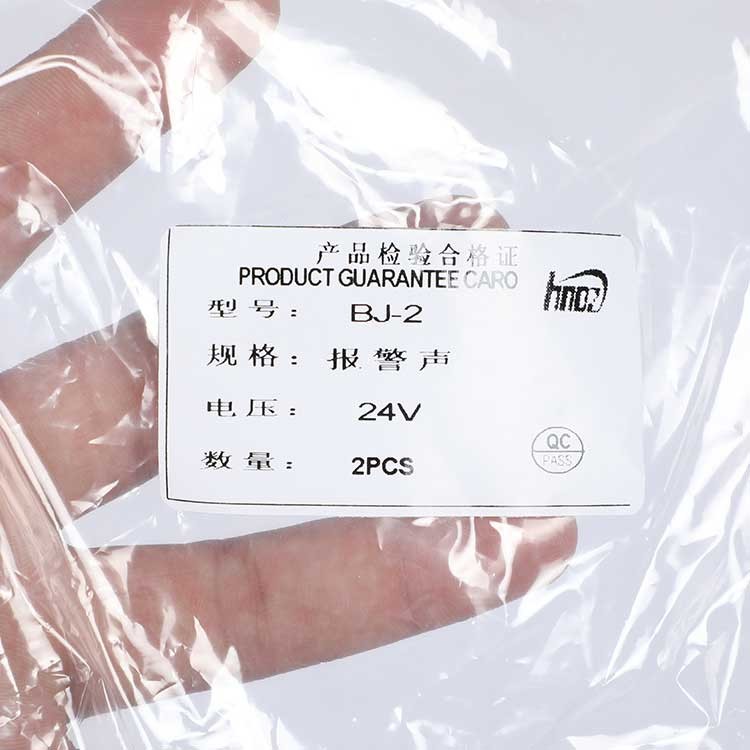 产品检验合格证
PRODUCT GUARANTEE CARO
型号： BJ-2
规格： 报警声
电压： 24V
数量： 2PCS
QC
PASS